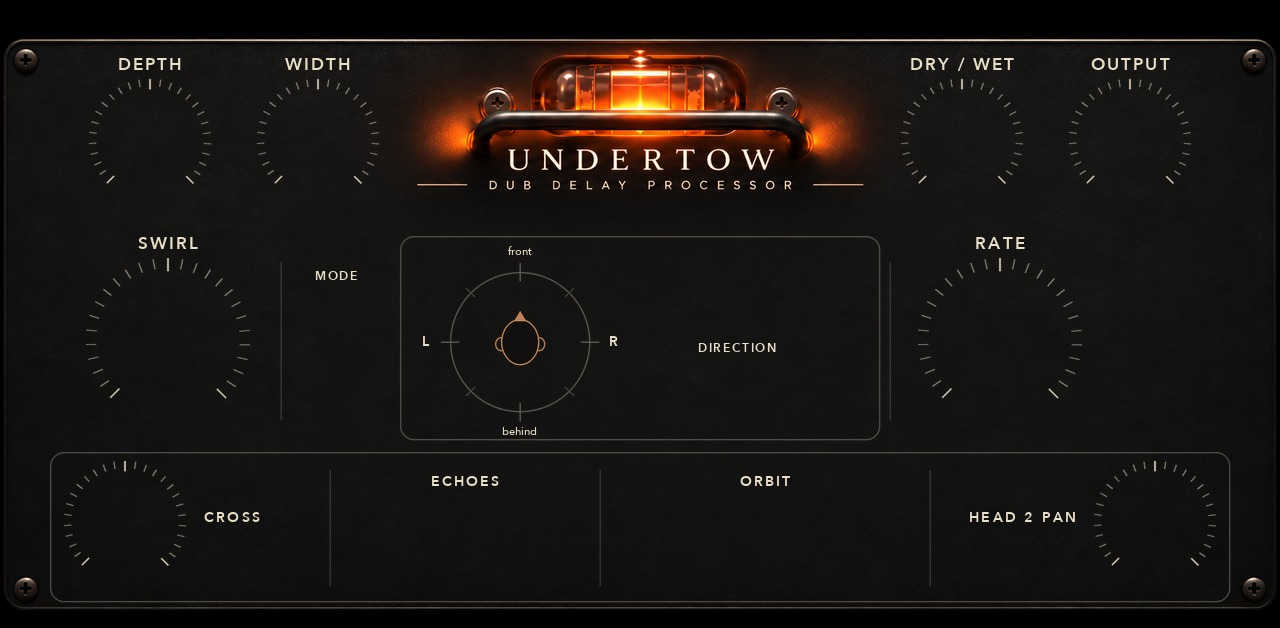 DEPTH
WIDTH
DRY / WET
OUTPUT
UNDERTOW
DUB DELAY PROCESSOR
SWIRL
RATE
MODE
front
L
R
DIRECTION
behind
ECHOES
ORBIT
CROSS
HEAD 2 PAN